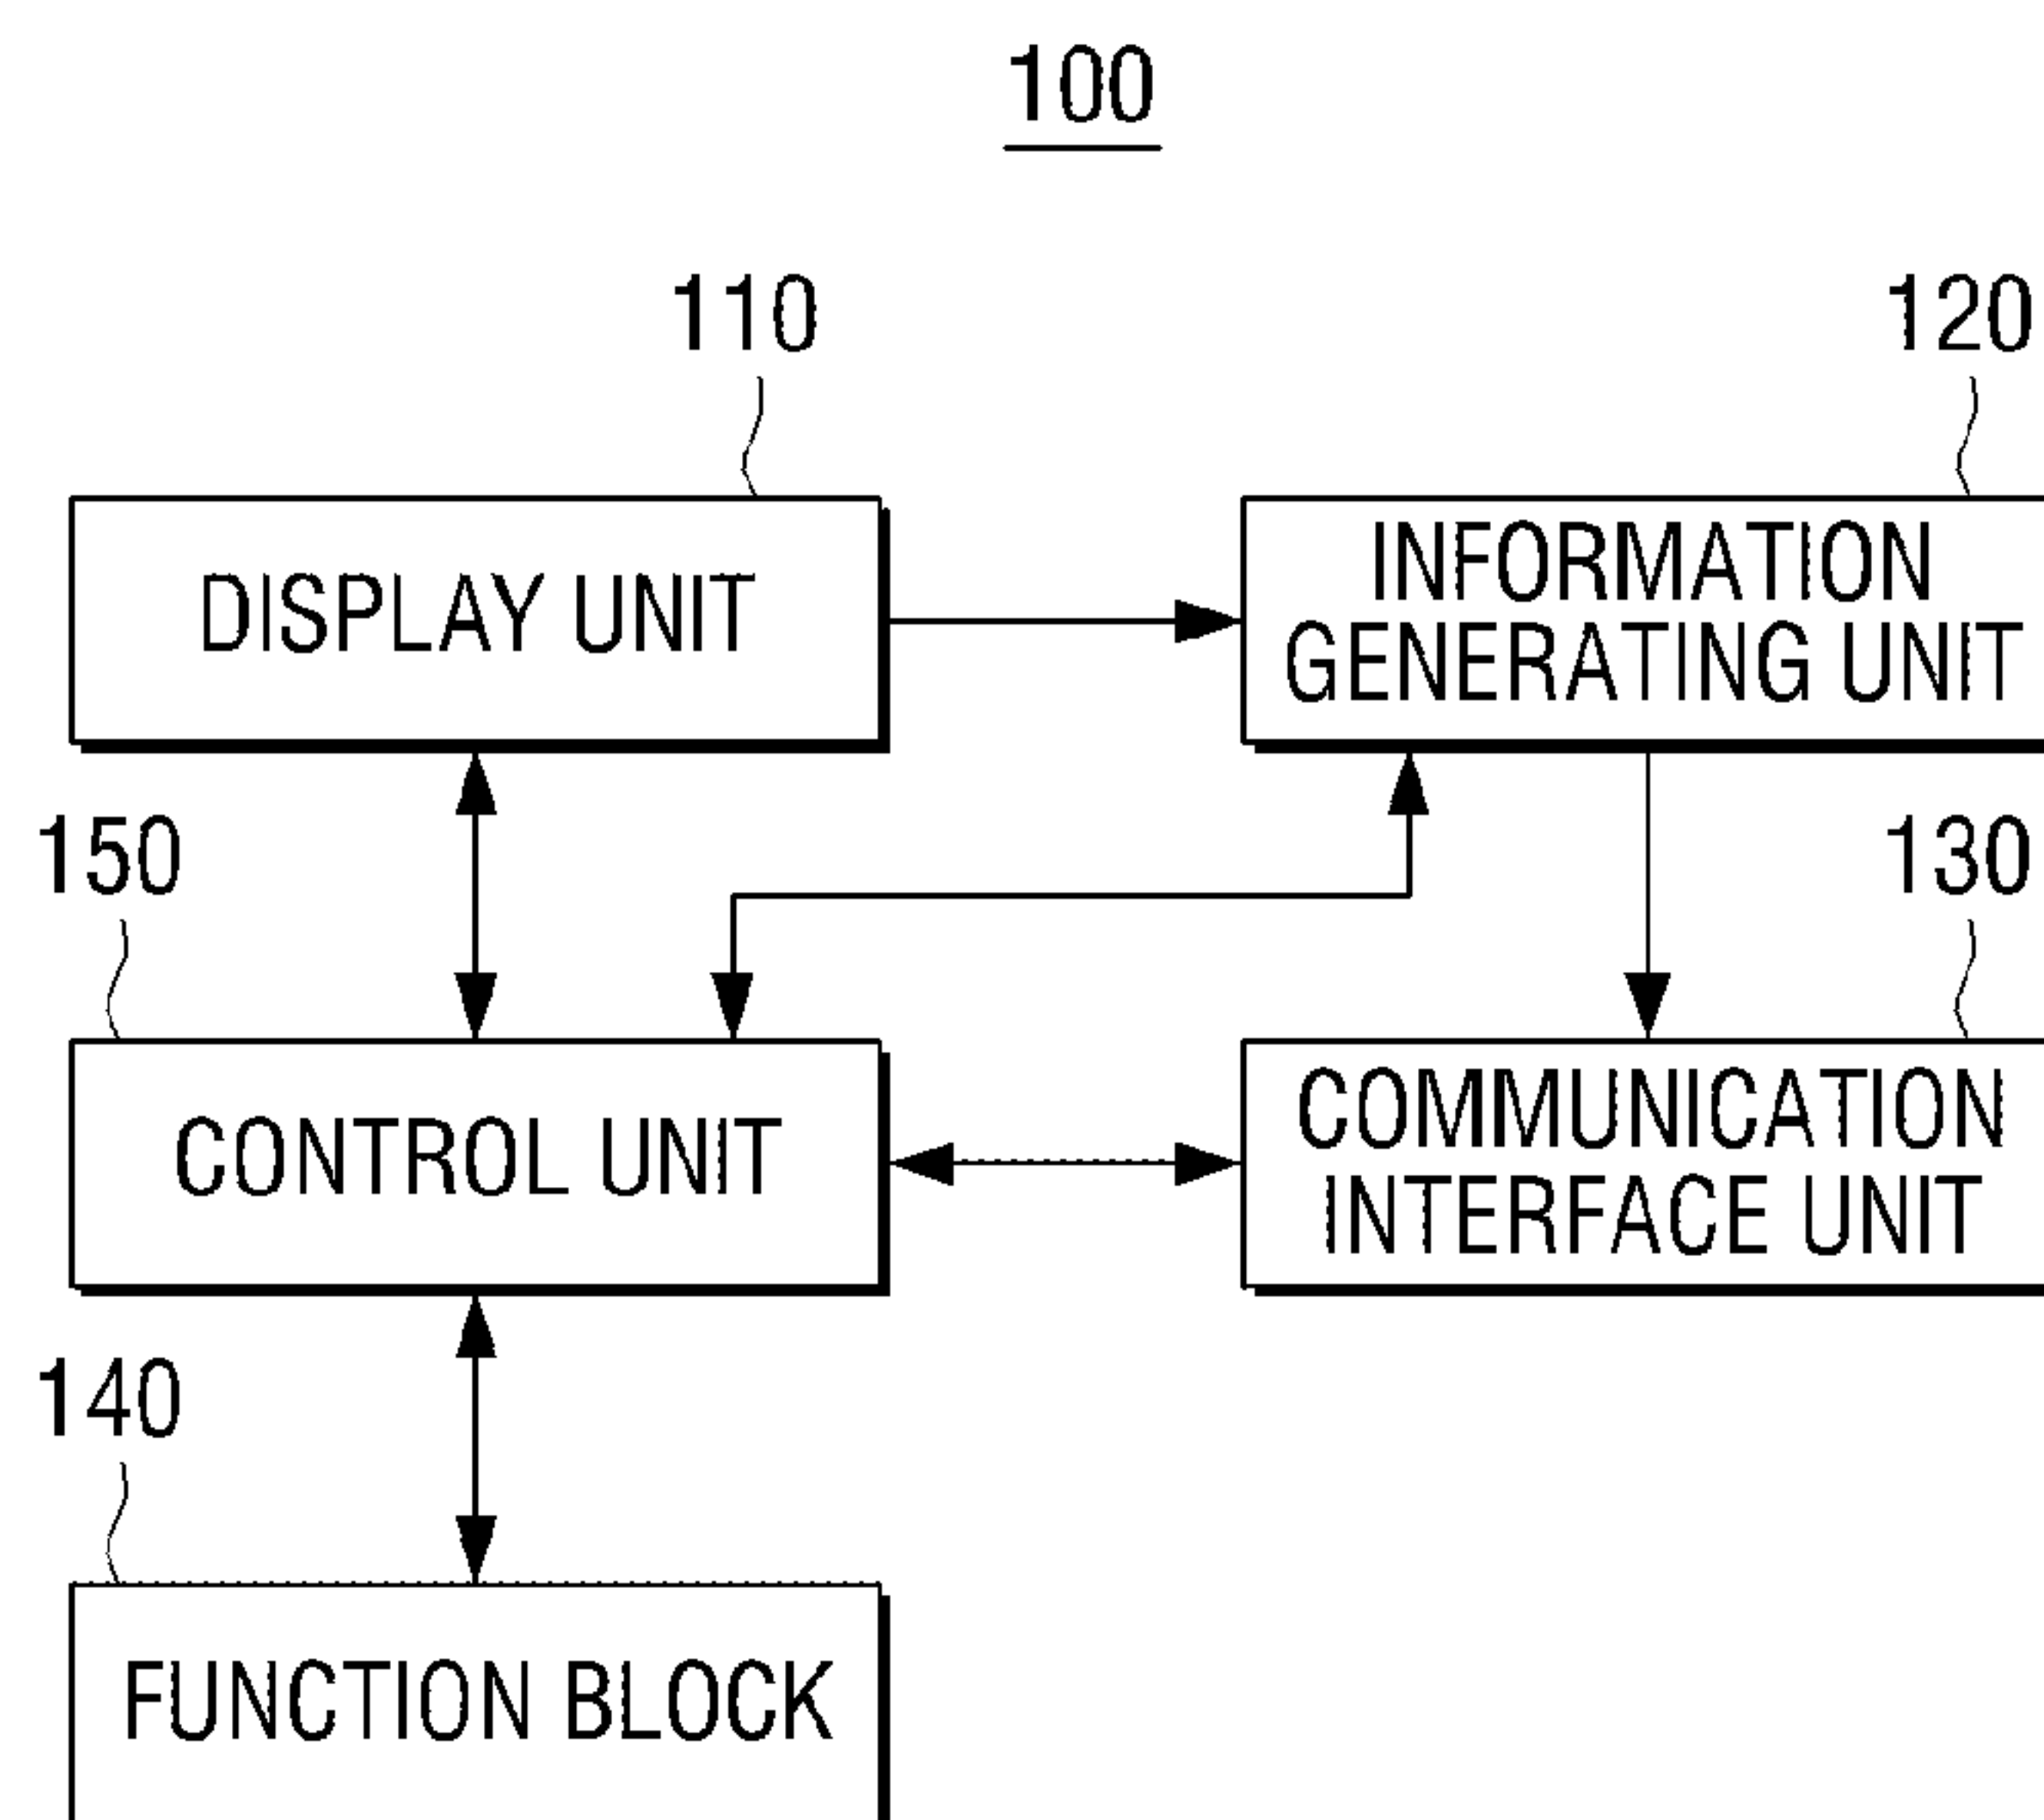 100
110
120
DISPLAY UNIT
INFORMATION
GENERATING UNIT
150
130
CONTROL UNIT
COMMUNICATION
INTERFACE UNIT
140
FUNCTION BLOCK